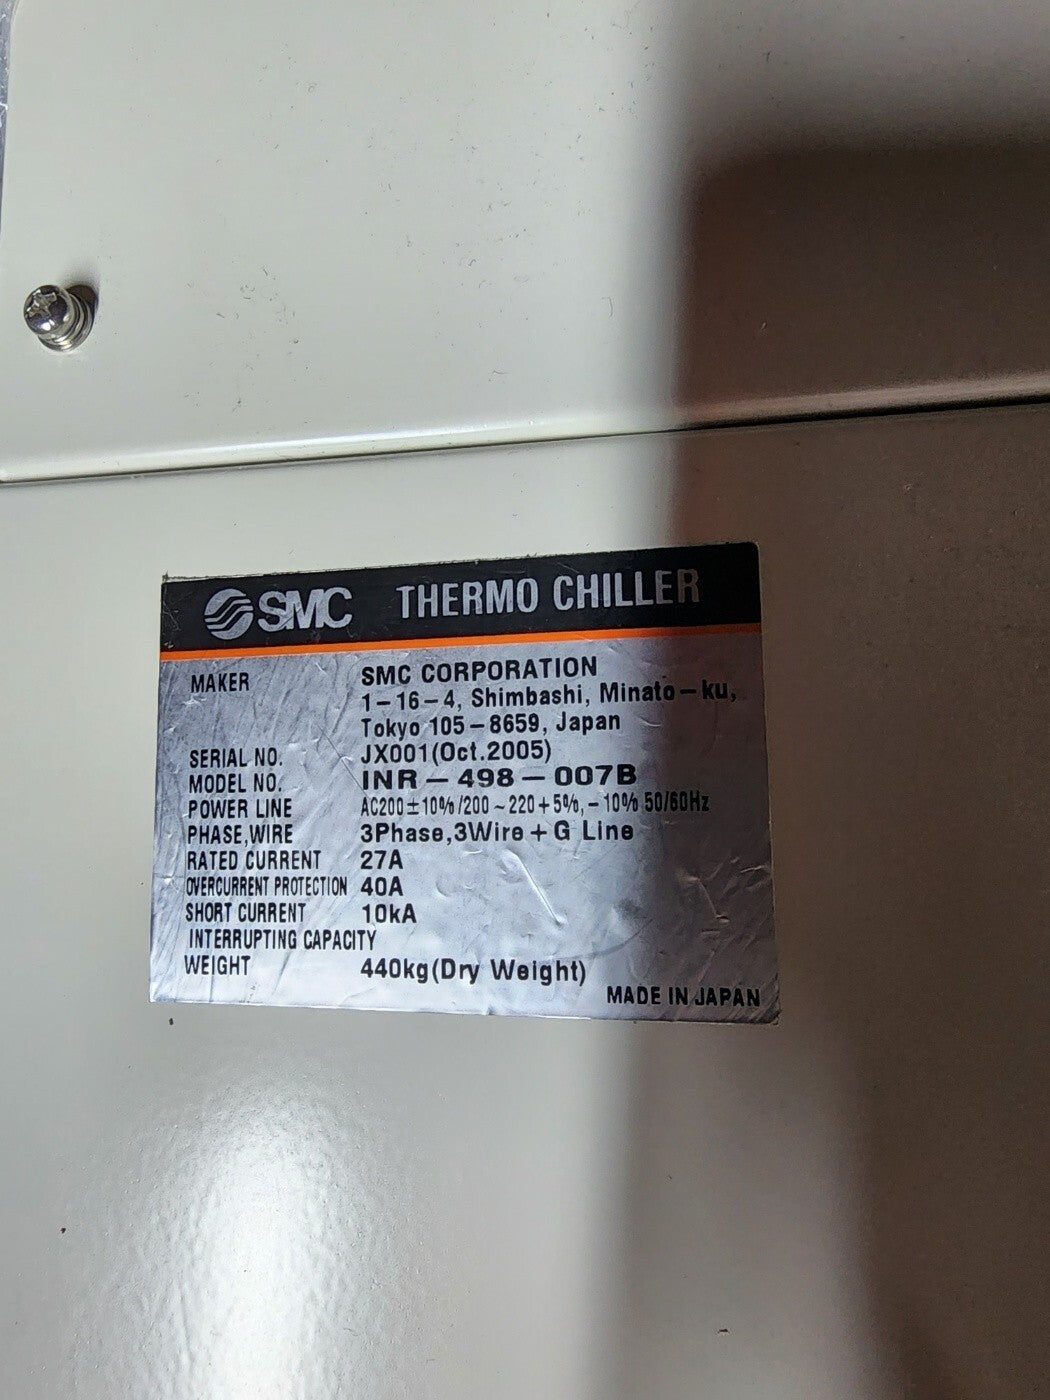 SMC THERMO CHILLER
MAKER SMC CORPORATION
1-16-4, Shimbashi, Minato-ku,
Tokyo 105-8659, Japan
SERIAL NO. JX001(Oct.2005)
MODEL NO. INR-498-007B
POWER LINE AC200±10%/200~220+5%,-10% 50/60Hz
PHASE,WIRE 3Phase,3Wire+G Line
RATED CURRENT 27A
OVERCURRENT PROTECTION 40A
SHORT CURRENT 10kA
INTERRUPTING CAPACITY
WEIGHT 440kg(Dry Weight)
MADE IN JAPAN